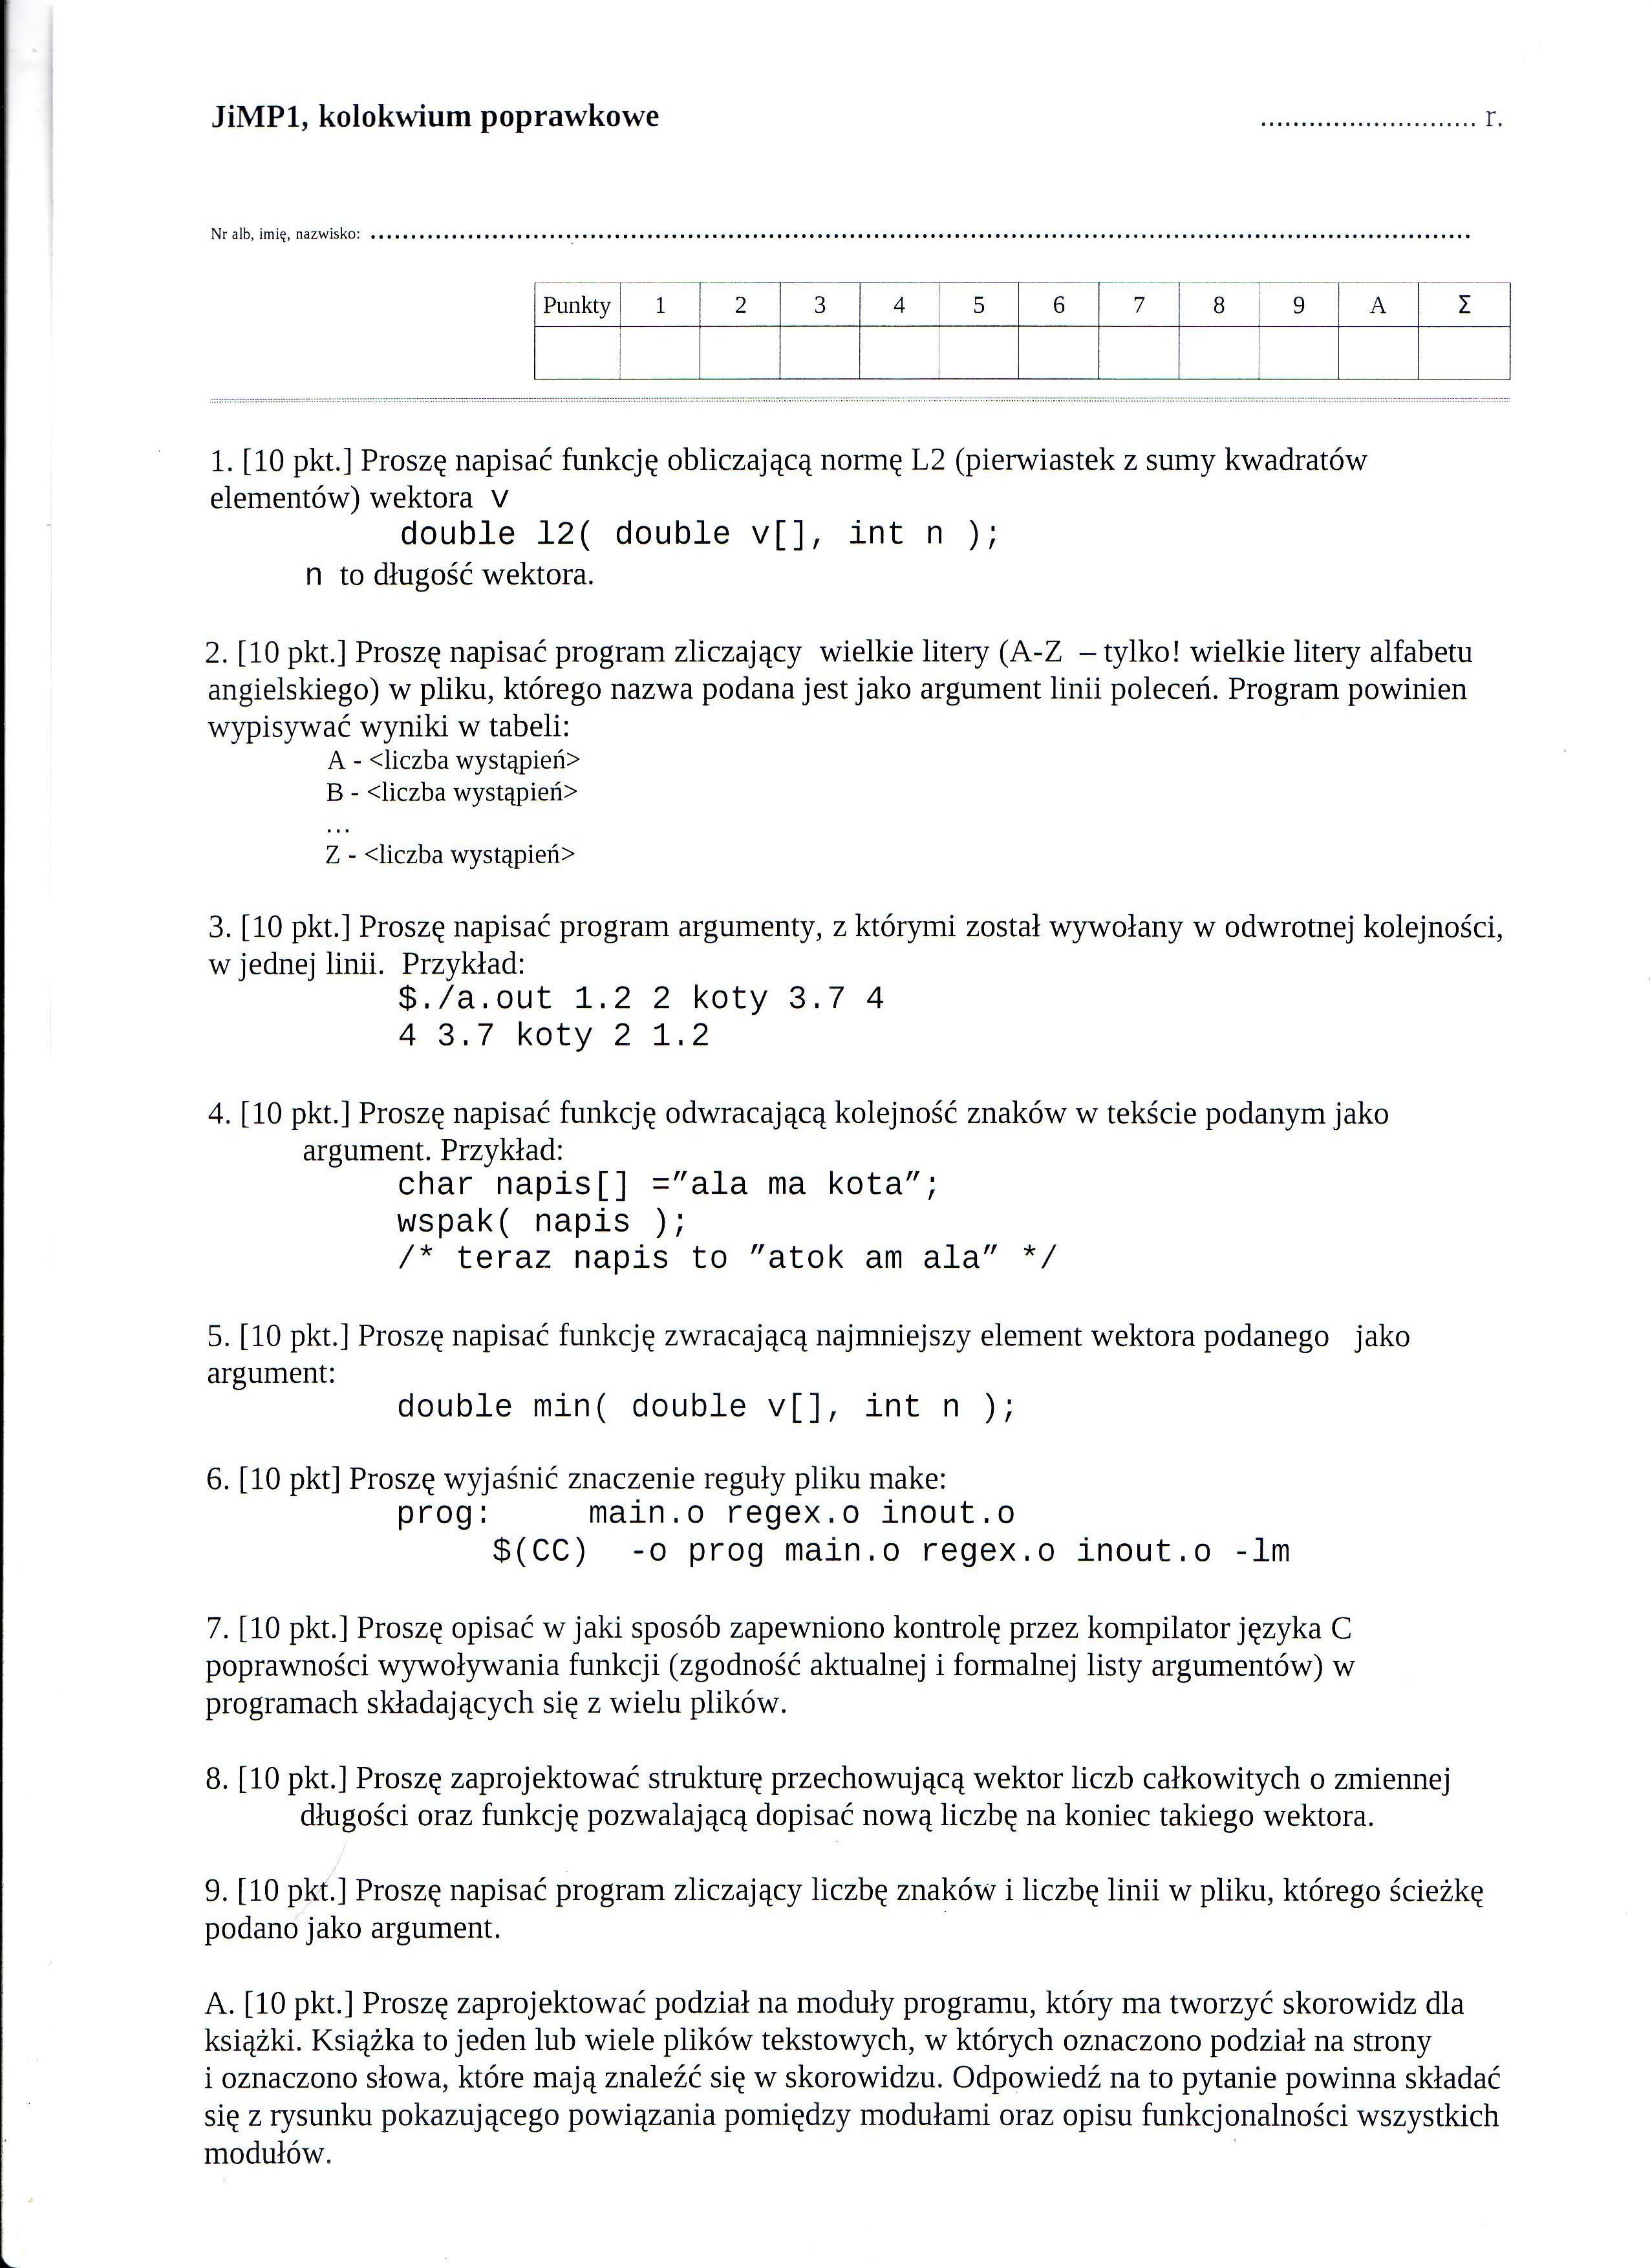 JiMP1, kolokwium poprawkowe ........................... r.
Nr alb, imię, nazwisko: ................................................................................
Punkty 1 2 3 4 5 6 7 8 9 A Σ
1. [10 pkt.] Proszę napisać funkcję obliczającą normę L2 (pierwiastek z sumy kwadratów
elementów) wektora v
double l2( double v[], int n );
n to długość wektora.
2. [10 pkt.] Proszę napisać program zliczający wielkie litery (A-Z – tylko! wielkie litery alfabetu
angielskiego) w pliku, którego nazwa podana jest jako argument linii poleceń. Program powinien
wypisywać wyniki w tabeli:
A - <liczba wystąpień>
B - <liczba wystąpień>
...
Z - <liczba wystąpień>
3. [10 pkt.] Proszę napisać program argumenty, z którymi został wywołany w odwrotnej kolejności,
w jednej linii. Przykład:
$./a.out 1.2 2 koty 3.7 4
4 3.7 koty 2 1.2
4. [10 pkt.] Proszę napisać funkcję odwracającą kolejność znaków w tekście podanym jako
argument. Przykład:
char napis[] =”ala ma kota”;
wspak( napis );
/* teraz napis to ”atok am ala” */
5. [10 pkt.] Proszę napisać funkcję zwracającą najmniejszy element wektora podanego jako
argument:
double min( double v[], int n );
6. [10 pkt] Proszę wyjaśnić znaczenie reguły pliku make:
prog: main.o regex.o inout.o
$(CC) -o prog main.o regex.o inout.o -lm
7. [10 pkt.] Proszę opisać w jaki sposób zapewniono kontrolę przez kompilator języka C
poprawności wywoływania funkcji (zgodność aktualnej i formalnej listy argumentów) w
programach składających się z wielu plików.
8. [10 pkt.] Proszę zaprojektować strukturę przechowującą wektor liczb całkowitych o zmiennej
długości oraz funkcję pozwalającą dopisać nową liczbę na koniec takiego wektora.
9. [10 pkt.] Proszę napisać program zliczający liczbę znaków i liczbę linii w pliku, którego ścieżkę
podano jako argument.
A. [10 pkt.] Proszę zaprojektować podział na moduły programu, który ma tworzyć skorowidz dla
książki. Książka to jeden lub wiele plików tekstowych, w których oznaczono podział na strony
i oznaczono słowa, które mają znaleźć się w skorowidzu. Odpowiedź na to pytanie powinna składać
się z rysunku pokazującego powiązania pomiędzy modułami oraz opisu funkcjonalności wszystkich
modułów.